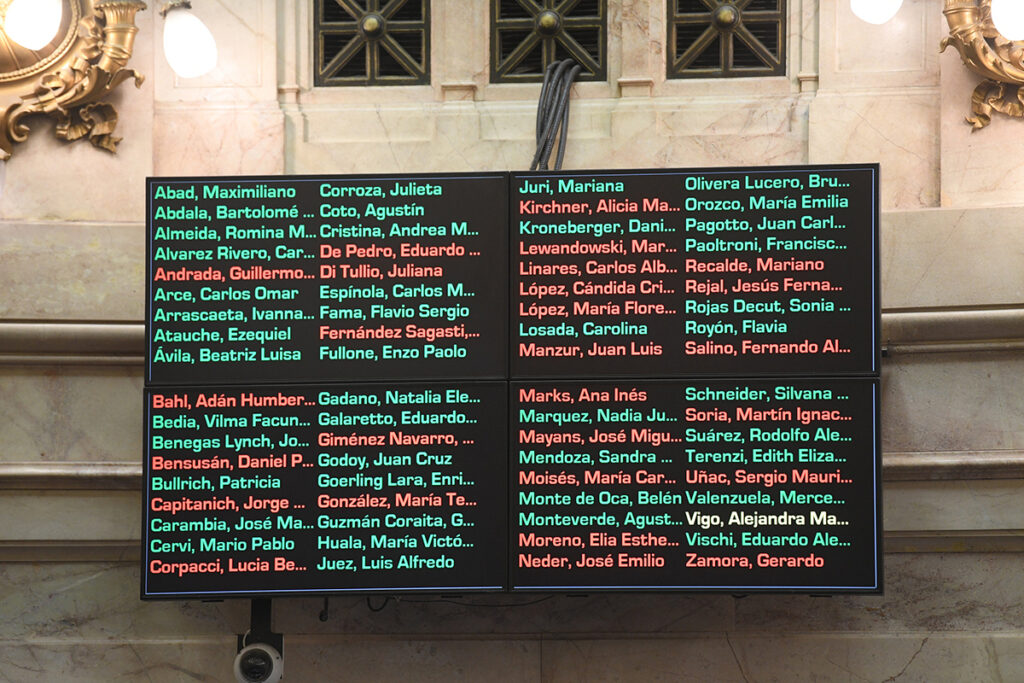 Abad, Maximiliano
Abdala, Bartolomé ...
Almeida, Romina M...
Alvarez Rivero, Car...
Andrada, Guillermo...
Arce, Carlos Omar
Arrascaeta, Ivanna...
Atauche, Ezequiel
Ávila, Beatriz Luisa
Corroza, Julieta
Coto, Agustín
Cristina, Andrea M...
De Pedro, Eduardo ...
Di Tullio, Juliana
Espínola, Carlos M...
Fama, Flavio Sergio
Fernández Sagasti,...
Fullone, Enzo Paolo
Juri, Mariana
Kirchner, Alicia Ma...
Kroneberger, Dani...
Lewandowski, Mar...
Linares, Carlos Alb...
López, Cándida Cri...
López, María Flore...
Losada, Carolina
Manzur, Juan Luis
Olivera Lucero, Bru...
Orozco, María Emilia
Pagotto, Juan Carl...
Paoltroni, Francisc...
Recalde, Mariano
Rejal, Jesús Ferna...
Rojas Decut, Sonia ...
Royón, Flavia
Salino, Fernando Al...
Bahl, Adán Humber...
Bedia, Vilma Facun...
Benegas Lynch, Jo...
Bensusán, Daniel P...
Bullrich, Patricia
Capitanich, Jorge ...
Carambia, José Ma...
Cervi, Mario Pablo
Corpacci, Lucia Be...
Gadano, Natalia Ele...
Galaretto, Eduardo...
Giménez Navarro, ...
Godoy, Juan Cruz
Goerling Lara, Enri...
González, María Te...
Guzmán Coraita, G...
Huala, María Victó...
Juez, Luis Alfredo
Marks, Ana Inés
Marquez, Nadia Ju...
Mayans, José Migu...
Mendoza, Sandra ...
Moisés, María Car...
Monte de Oca, Belén
Monteverde, Agust...
Moreno, Elia Esthe...
Neder, José Emilio
Schneider, Silvana ...
Soria, Martín Ignac...
Suárez, Rodolfo Ale...
Terenzi, Edith Eliza...
Uñac, Sergio Mauri...
Valenzuela, Merce...
Vigo, Alejandra Ma...
Vischi, Eduardo Ale...
Zamora, Gerardo